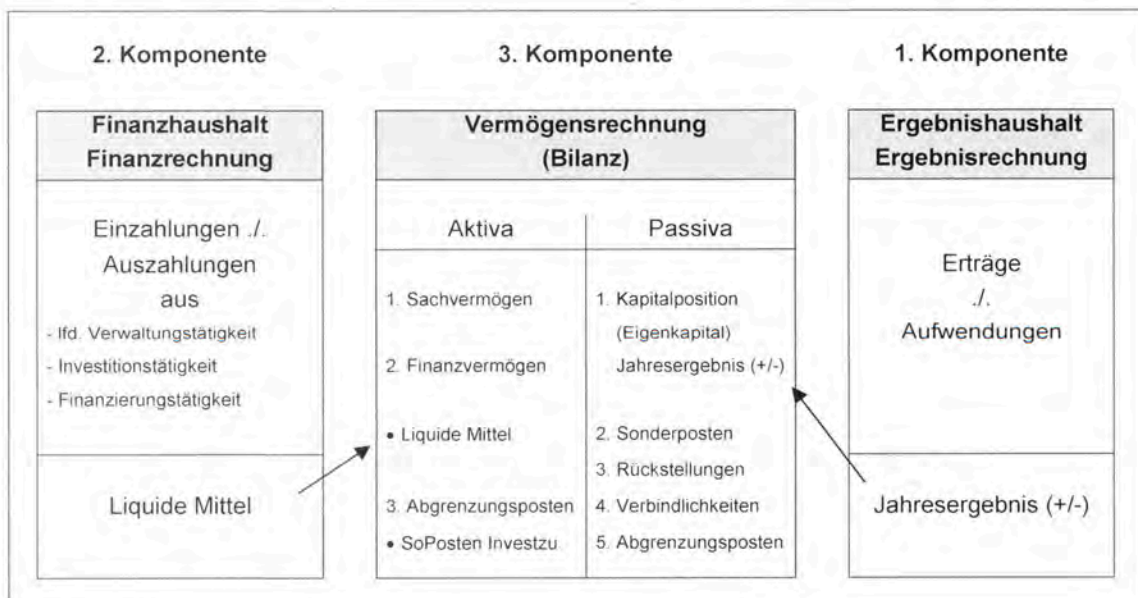 2. Komponente
Finanzhaushalt
Finanzrechnung
Einzahlungen ./.
Auszahlungen
aus
- lfd. Verwaltungstätigkeit
- Investitionstätigkeit
- Finanzierungstätigkeit
Liquide Mittel
3. Komponente
Vermögensrechnung
(Bilanz)
Aktiva
1. Sachvermögen
2. Finanzvermögen
• Liquide Mittel
3. Abgrenzungsposten
• SoPosten Investzu
Passiva
1. Kapitalposition
(Eigenkapital)
Jahresergebnis (+/-)
2. Sonderposten
3. Rückstellungen
4. Verbindlichkeiten
5. Abgrenzungsposten
1. Komponente
Ergebnishaushalt
Ergebnisrechnung
Erträge
./.
Aufwendungen
Jahresergebnis (+/-)